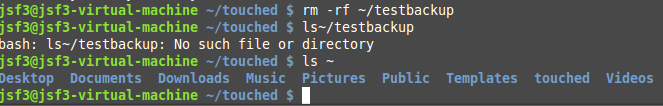 jsf3@jsf3-virtual-machine ~/touched $ rm -rf ~/testbackup
jsf3@jsf3-virtual-machine ~/touched $ ls~/testbackup
bash: ls~/testbackup: No such file or directory
jsf3@jsf3-virtual-machine ~/touched $ ls ~
Desktop Documents Downloads Music Pictures Public Templates touched Videos
jsf3@jsf3-virtual-machine ~/touched $